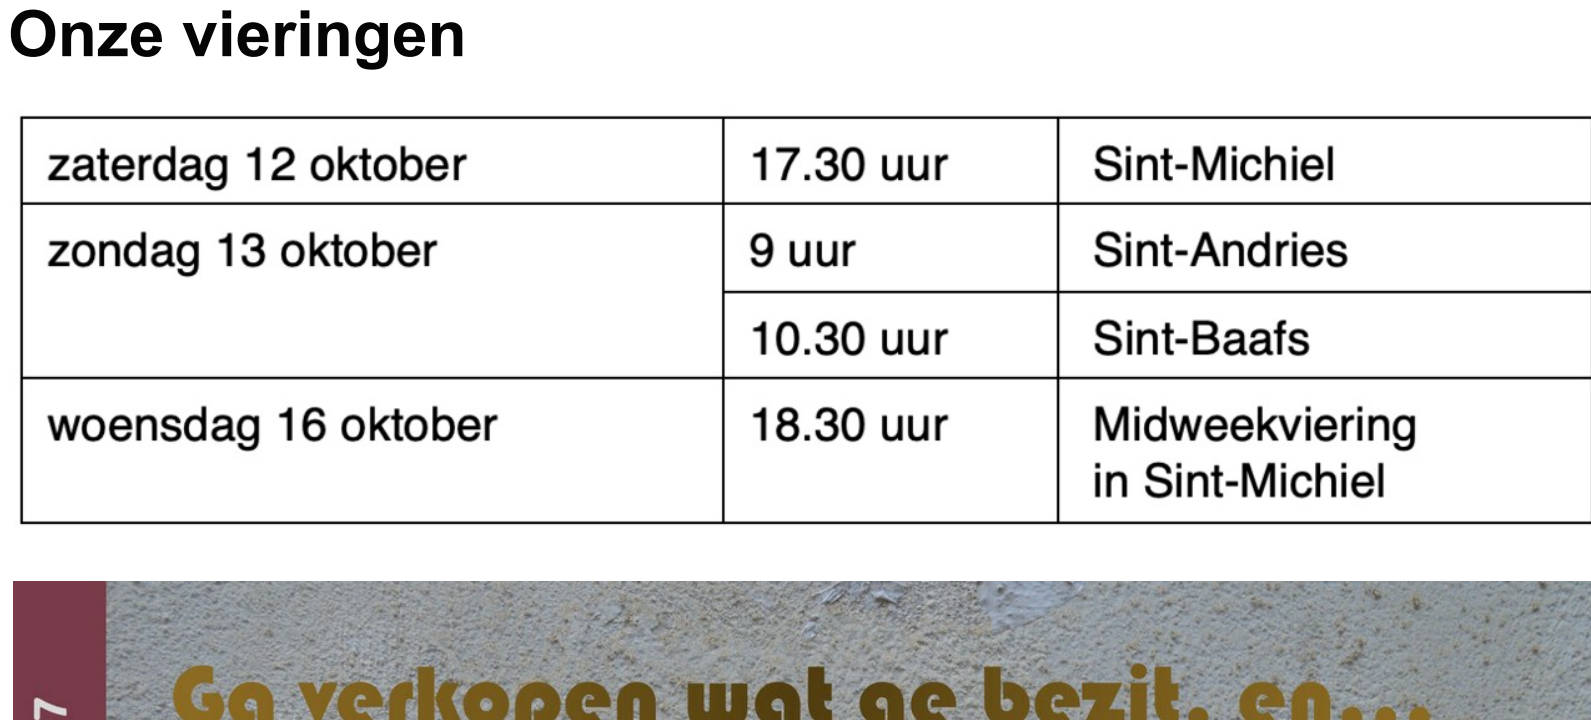 Onze vieringen
zaterdag 12 oktober 17.30 uur Sint-Michiel
zondag 13 oktober 9 uur Sint-Andries
10.30 uur Sint-Baafs
woensdag 16 oktober 18.30 uur Midweekviering
in Sint-Michiel
7
Ga verkopen wat ge bezit, en...